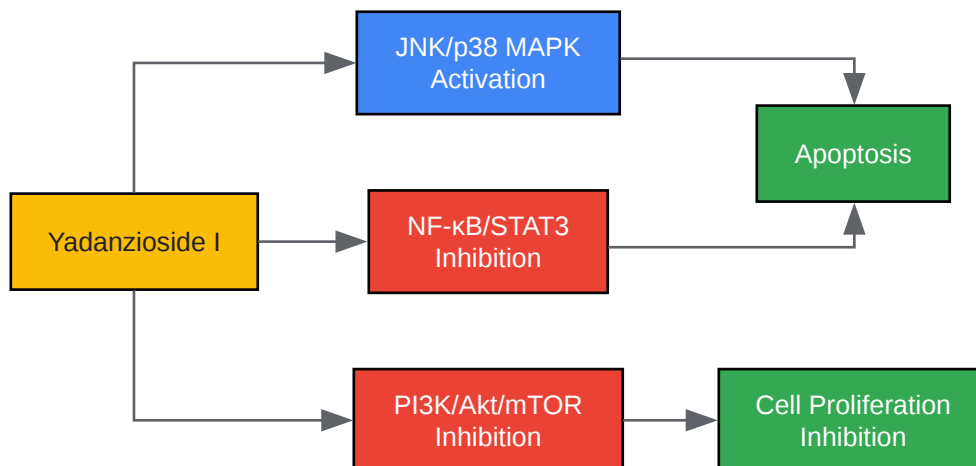 JNK/p38 MAPK
Activation
Apoptosis
NF-κB/STAT3
Inhibition
Yadanzioside I
PI3K/Akt/mTOR
Inhibition
Cell Proliferation
Inhibition